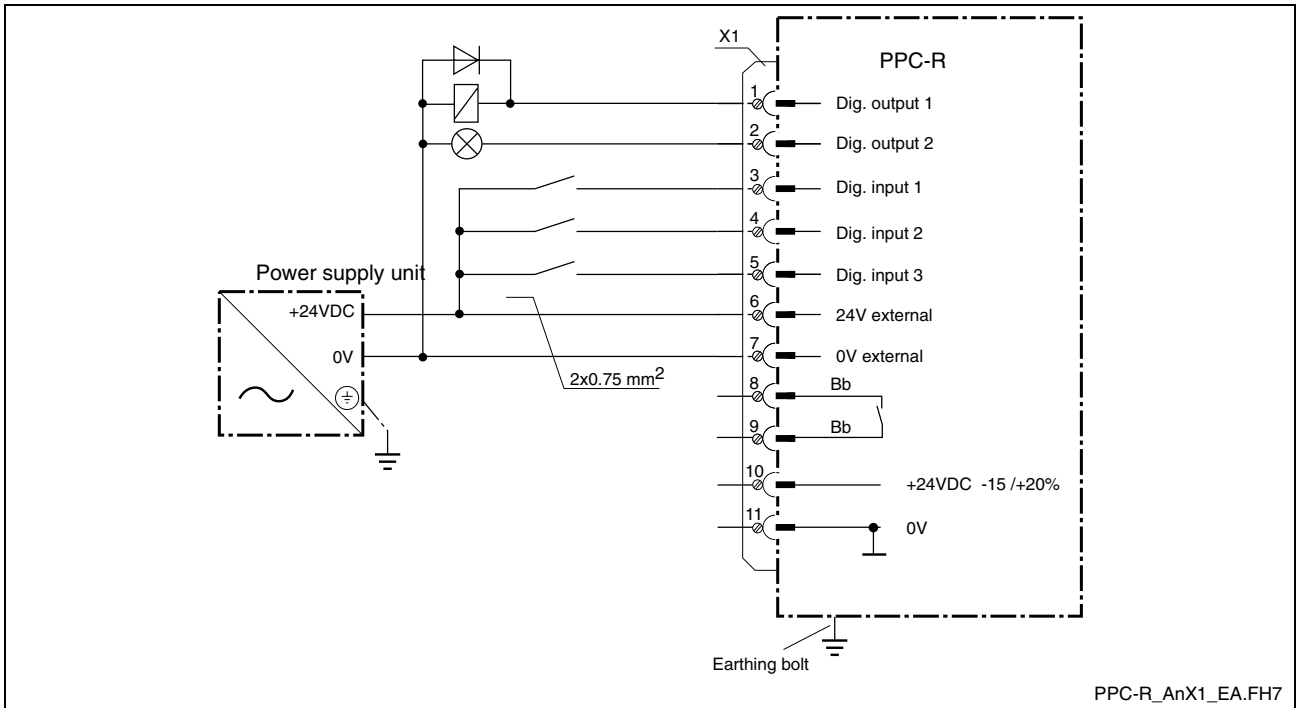 X1
PPC-R
1 Dig. output 1
2 Dig. output 2
3 Dig. input 1
4 Dig. input 2
5 Dig. input 3
Power supply unit
+24VDC
6 24V external
0V
7 0V external
2x0.75 mm2
8 Bb
9 Bb
10 +24VDC -15 /+20%
11 0V
Earthing bolt
PPC-R_AnX1_EA.FH7